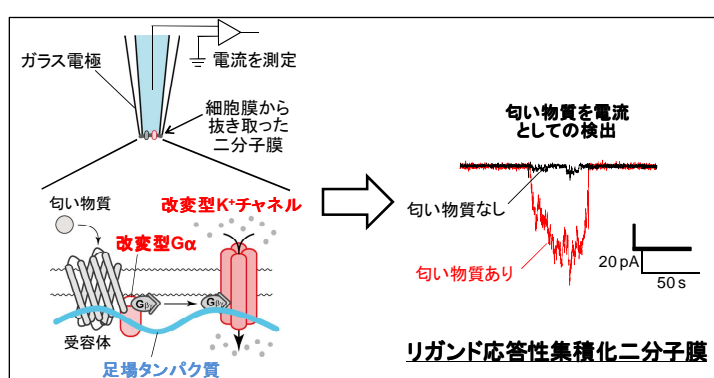 ガラス電極
電流を測定
細胞膜から
抜き取った
二分子膜
匂い物質
改変型K+チャネル
改変型Gα
Gβγ
Gβγ
受容体
足場タンパク質
匂い物質を電流
としての検出
匂い物質なし
匂い物質あり
20 pA
50 s
リガンド応答性集積化二分子膜